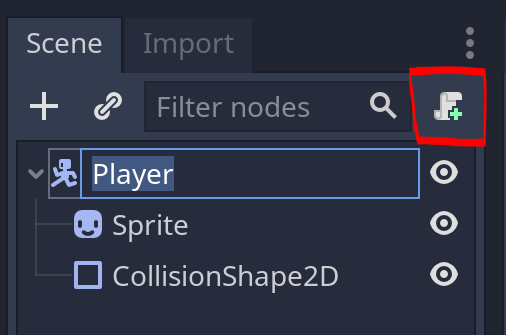 Scene Import
Filter nodes
Player
Sprite
CollisionShape2D